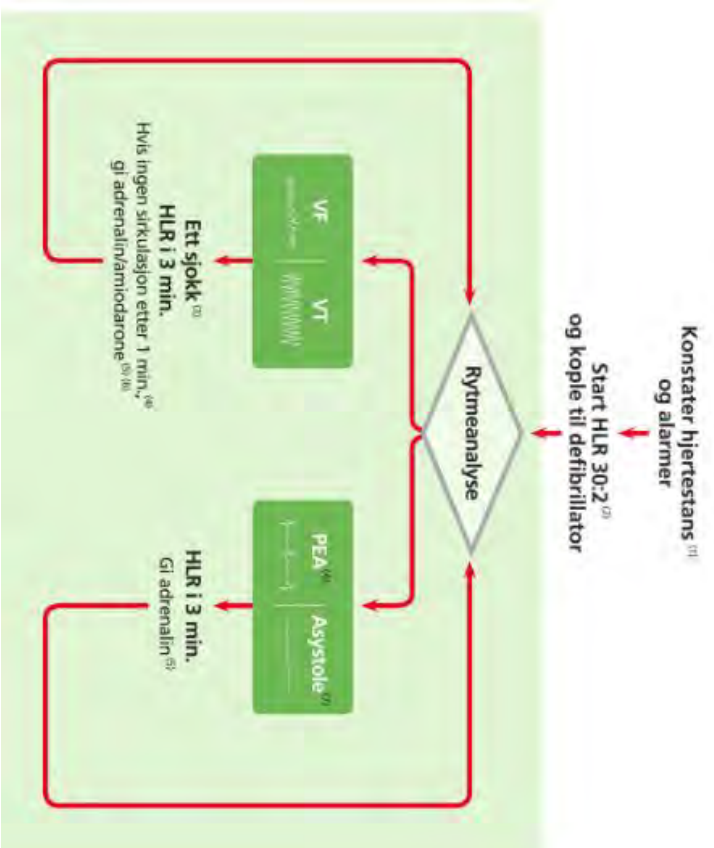 Konstater hjertestans (1)
og alarmer
Start HLR 30:2 (2)
og kople til defibrillator
Rytmeanalyse
VF
VT
Ett sjokk (3)
HLR i 3 min.
Hvis ingen sirkulasjon etter 1 min., (4)
gi adrenalin/amiodarone (5) (6)
PEA (6)
Asystole (7)
HLR i 3 min.
Gi adrenalin (5)